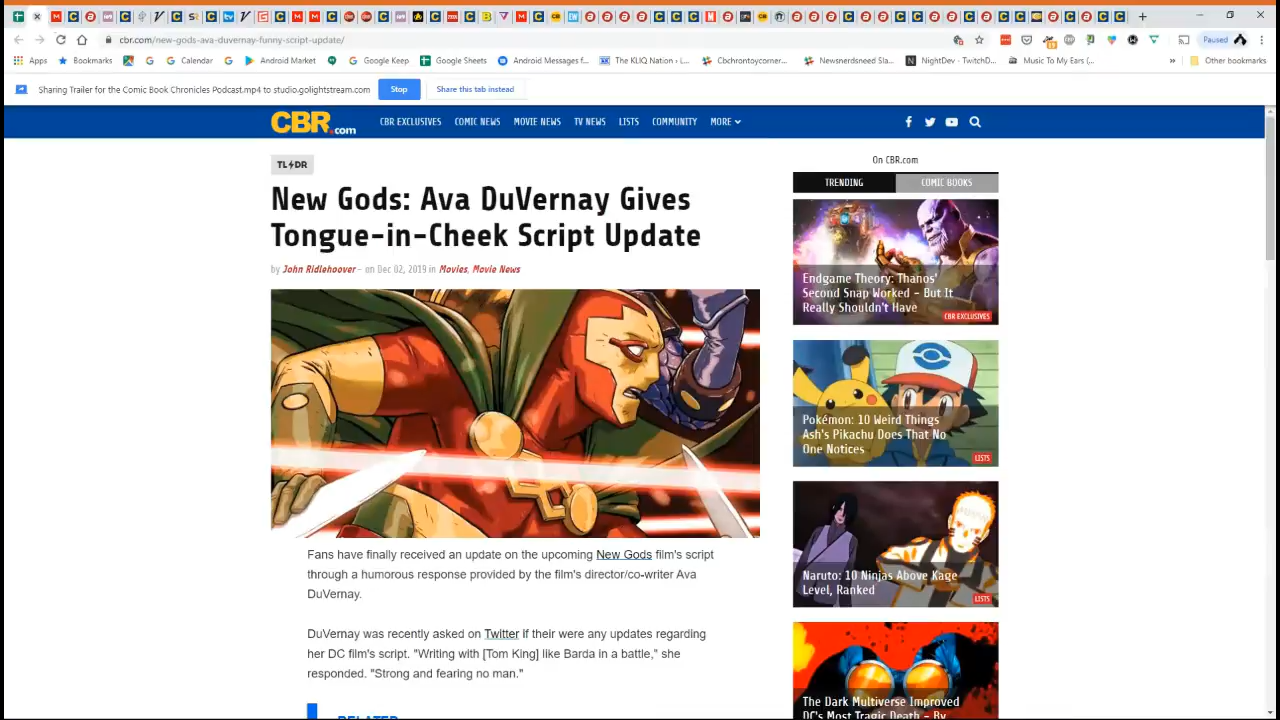 cbr.com/new-gods-ava-duvernay-funny-script-update/
Paused
Apps
Bookmarks
Calendar
Android Market
Google Keep
Google Sheets
Android Messages f...
The KLIQ Nation › i...
Cbchrontoycorner...
Newsnerdsneed Sla...
NightDev - TwitchD...
Music To My Ears (...
»
Other bookmarks
Sharing Trailer for the Comic Book Chronicles Podcast.mp4 to studio.golightstream.com
Stop
Share this tab instead
CBR.com
CBR EXCLUSIVES
COMIC NEWS
MOVIE NEWS
TV NEWS
LISTS
COMMUNITY
MORE
TL DR
New Gods: Ava DuVernay Gives
Tongue-in-Cheek Script Update
by John Ridlehoover – on Dec 02, 2019 in Movies, Movie News
Fans have finally received an update on the upcoming New Gods film's script
through a humorous response provided by the film's director/co-writer Ava
DuVernay.
DuVernay was recently asked on Twitter if their were any updates regarding
her DC film's script. "Writing with [Tom King] like Barda in a battle," she
responded. "Strong and fearing no man."
RELATED
On CBR.com
TRENDING
COMIC BOOKS
Endgame Theory: Thanos'
Second Snap Worked – But It
Really Shouldn't Have
CBR EXCLUSIVES
Pokémon: 10 Weird Things
Ash's Pikachu Does That No
One Notices
LISTS
Naruto: 10 Ninjas Above Kage
Level, Ranked
LISTS
The Dark Multiverse Improved
DC's Most Tragic Death – By